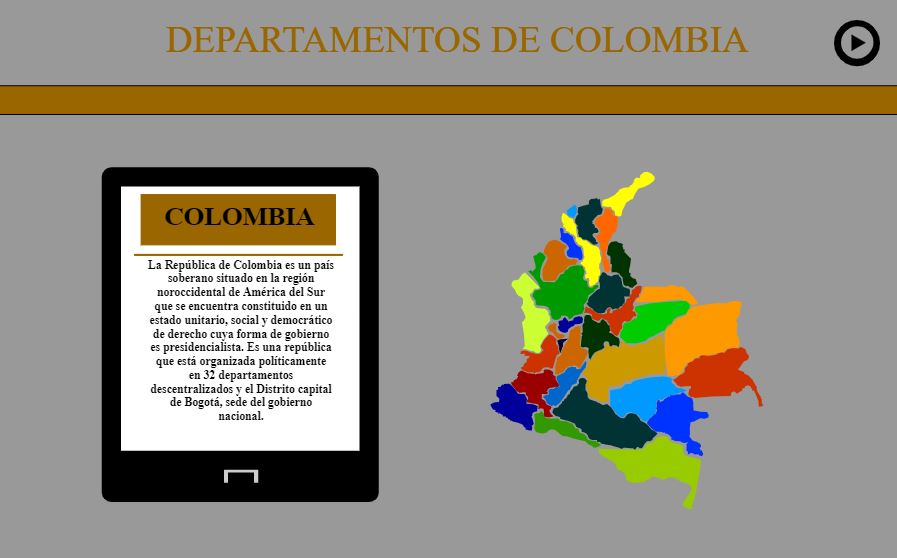 DEPARTAMENTOS DE COLOMBIA
COLOMBIA
La República de Colombia es un país
soberano situado en la región
noroccidental de América del Sur
que se encuentra constituido en un
estado unitario, social y democrático
de derecho cuya forma de gobierno
es presidencialista. Es una república
que está organizada políticamente
en 32 departamentos
descentralizados y el Distrito capital
de Bogotá, sede del gobierno
nacional.